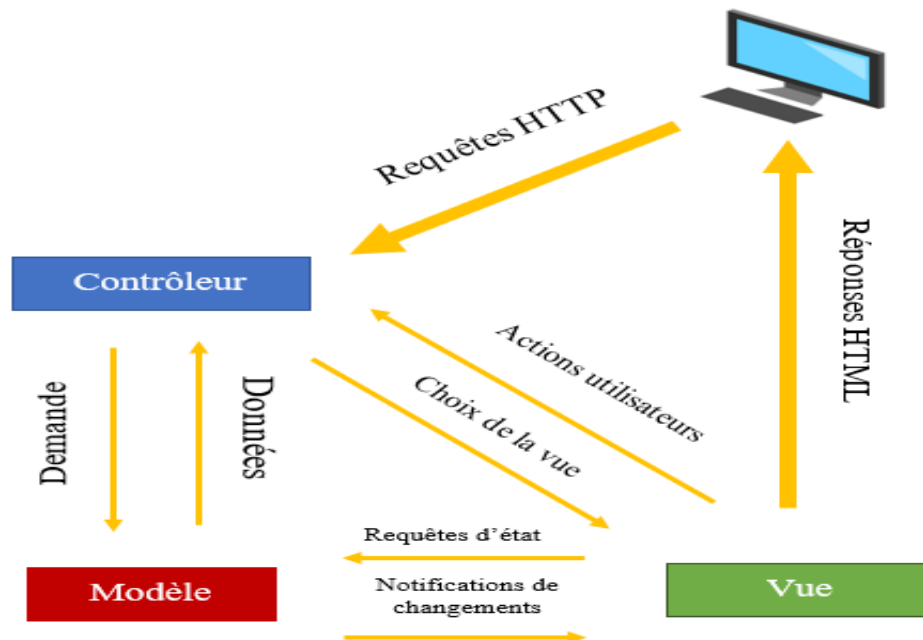 Requêtes HTTP
Réponses HTML
Contrôleur
Actions utilisateurs
Choix de la vue
Demande
Données
Requêtes d'état
Notifications de
changements
Modèle
Vue